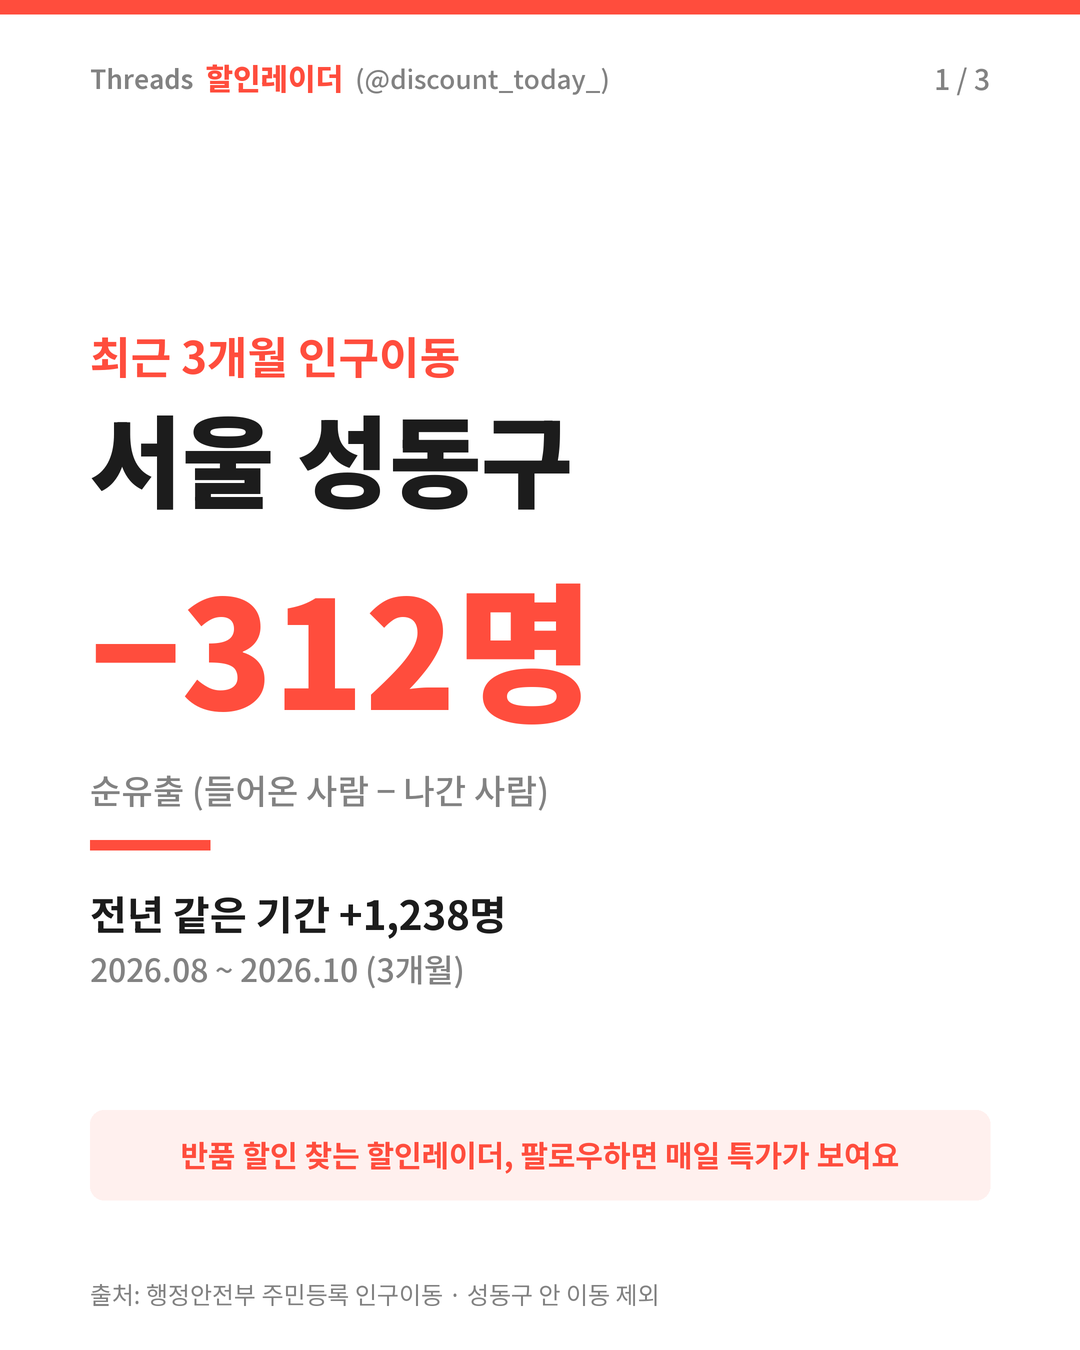 Threads 할인레이더 (@discount_today_)
1 / 3
최근 3개월 인구이동
서울 성동구
−312명
순유출 (들어온 사람 − 나간 사람)
전년 같은 기간 +1,238명
2026.08 ~ 2026.10 (3개월)
반품 할인 찾는 할인레이더, 팔로우하면 매일 특가가 보여요
출처: 행정안전부 주민등록 인구이동 · 성동구 안 이동 제외